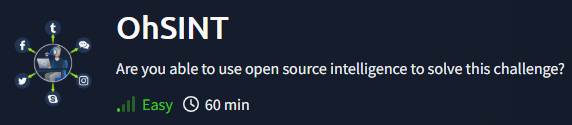 OhSINT
Are you able to use open source intelligence to solve this challenge?
Easy 60 min